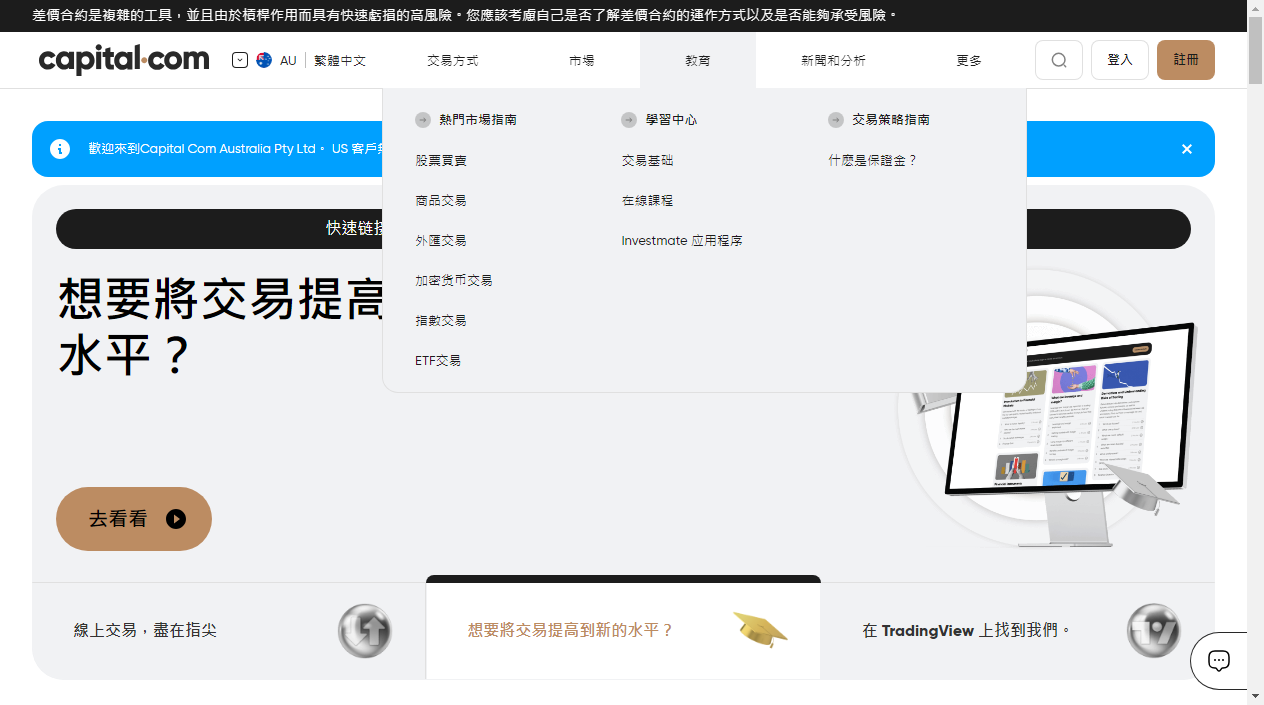 差價合約是複雜的工具，並且由於槓桿作用而具有快速虧損的高風險。您應該考慮自己是否了解差價合約的運作方式以及是否能夠承受風險。
capital.com
AU
繁體中文
交易方式
市場
教育
新聞和分析
更多
登入
註冊
熱門市場指南
股票買賣
商品交易
外匯交易
加密货币交易
指數交易
ETF交易
學習中心
交易基础
在線課程
Investmate 应用程序
交易策略指南
什麼是保證金？
歡迎來到Capital Com Australia Pty Ltd。 US 客戶
快速链接
想要將交易提高
水平？
去看看
線上交易，盡在指尖
想要將交易提高到新的水平？
在 TradingView 上找到我們。